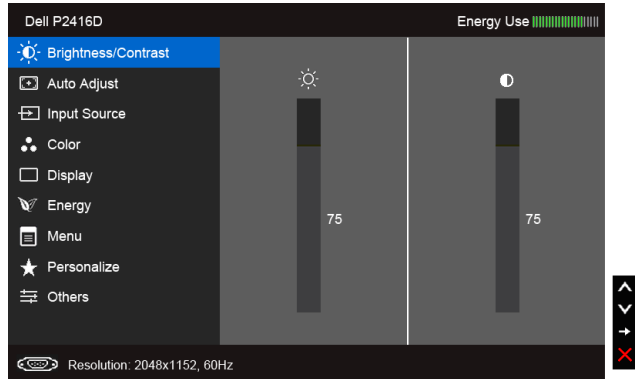 Dell P2416D
Energy Use
Brightness/Contrast
Auto Adjust
Input Source
Color
Display
Energy
Menu
Personalize
Others
75
75
Resolution: 2048x1152, 60Hz